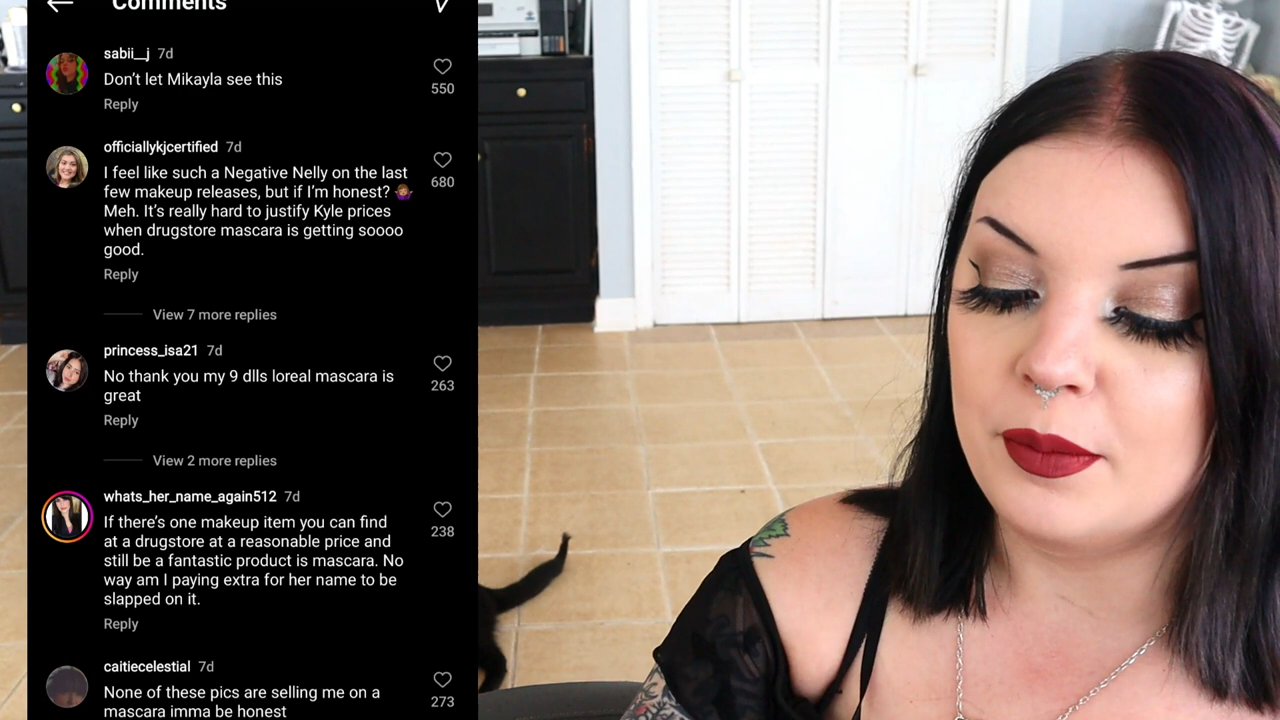 Comments
sabii__j 7d
Don't let Mikayla see this
550
Reply
officiallykjcertified 7d
I feel like such a Negative Nelly on the last
few makeup releases, but if I'm honest? 🤷🏽‍♀️
Meh. It's really hard to justify Kyle prices
when drugstore mascara is getting soooo
good.
680
Reply
View 7 more replies
princess_isa21 7d
No thank you my 9 dlls loreal mascara is
great
263
Reply
View 2 more replies
whats_her_name_again512 7d
If there's one makeup item you can find
at a drugstore at a reasonable price and
still be a fantastic product is mascara. No
way am I paying extra for her name to be
slapped on it.
238
Reply
caitiecelestial 7d
None of these pics are selling me on a
mascara imma be honest
273